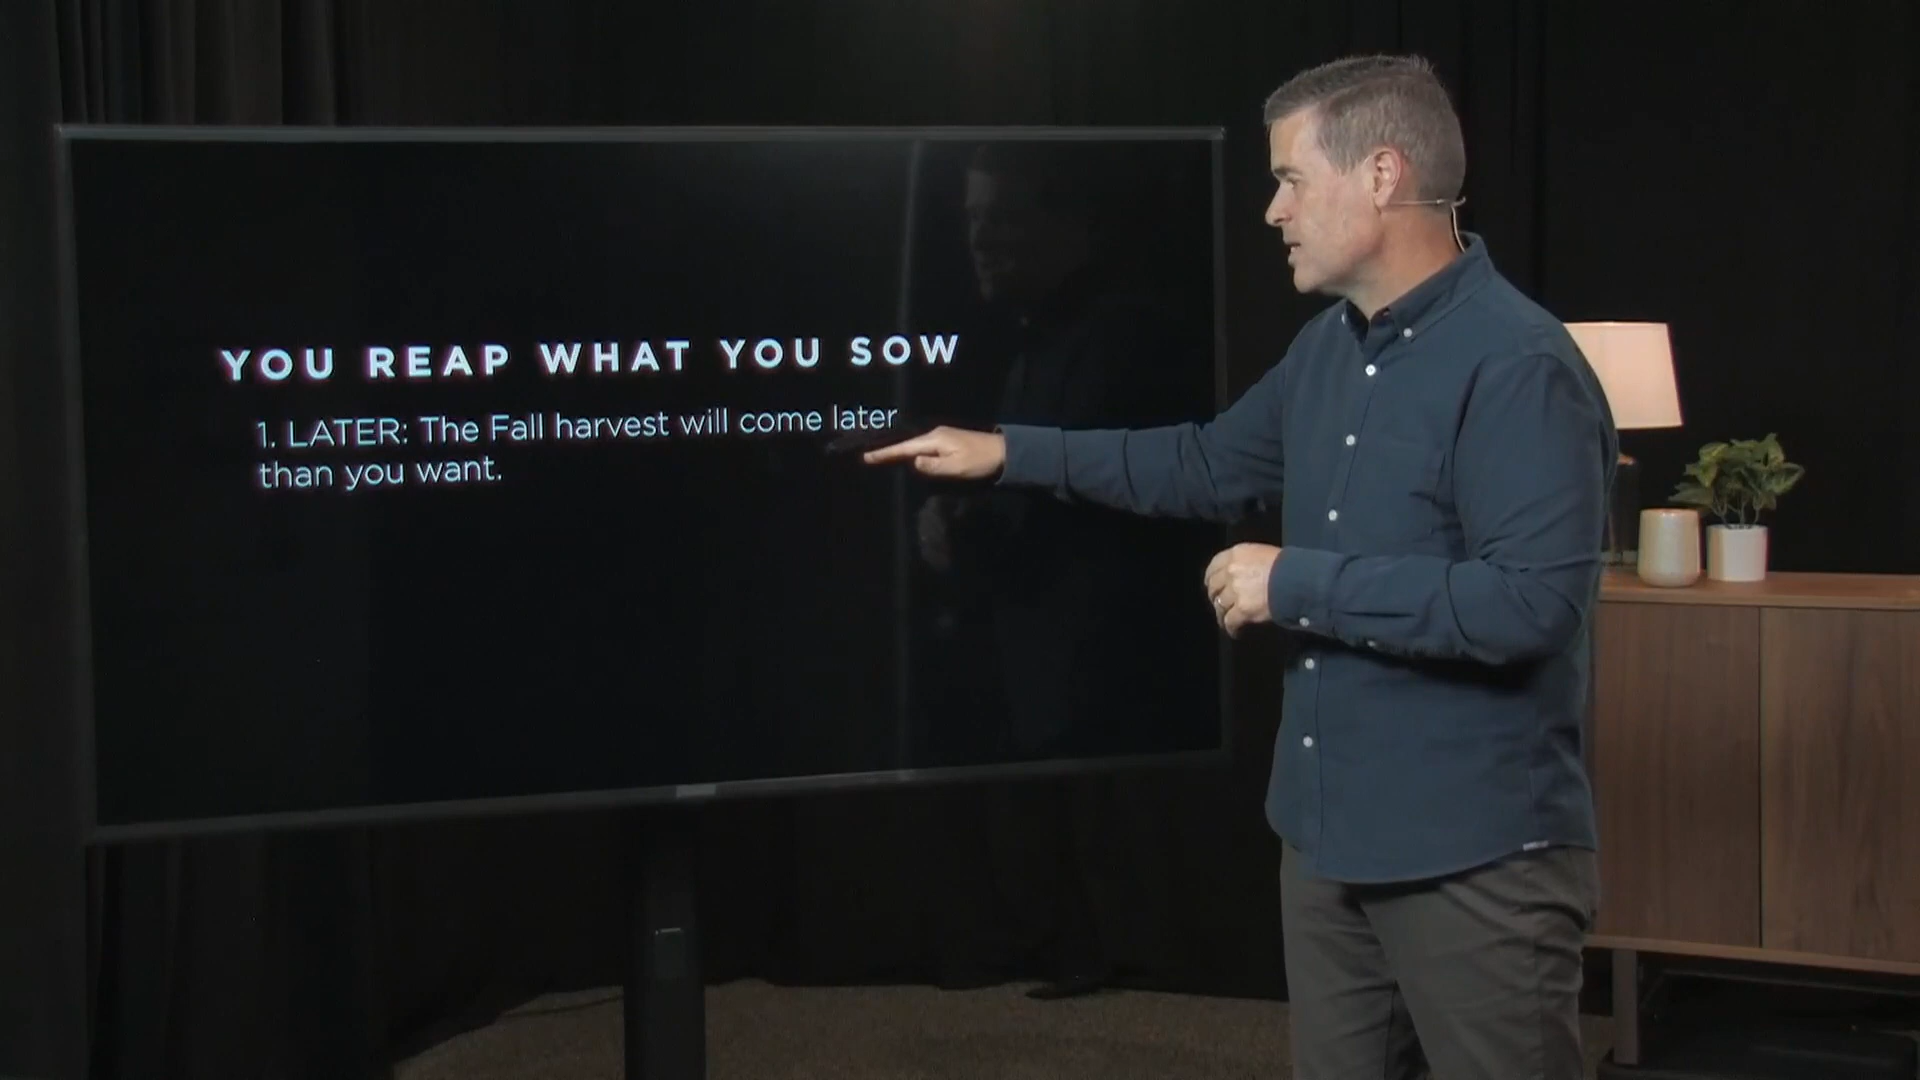 YOU REAP WHAT YOU SOW
1. LATER: The Fall harvest will come later
than you want.